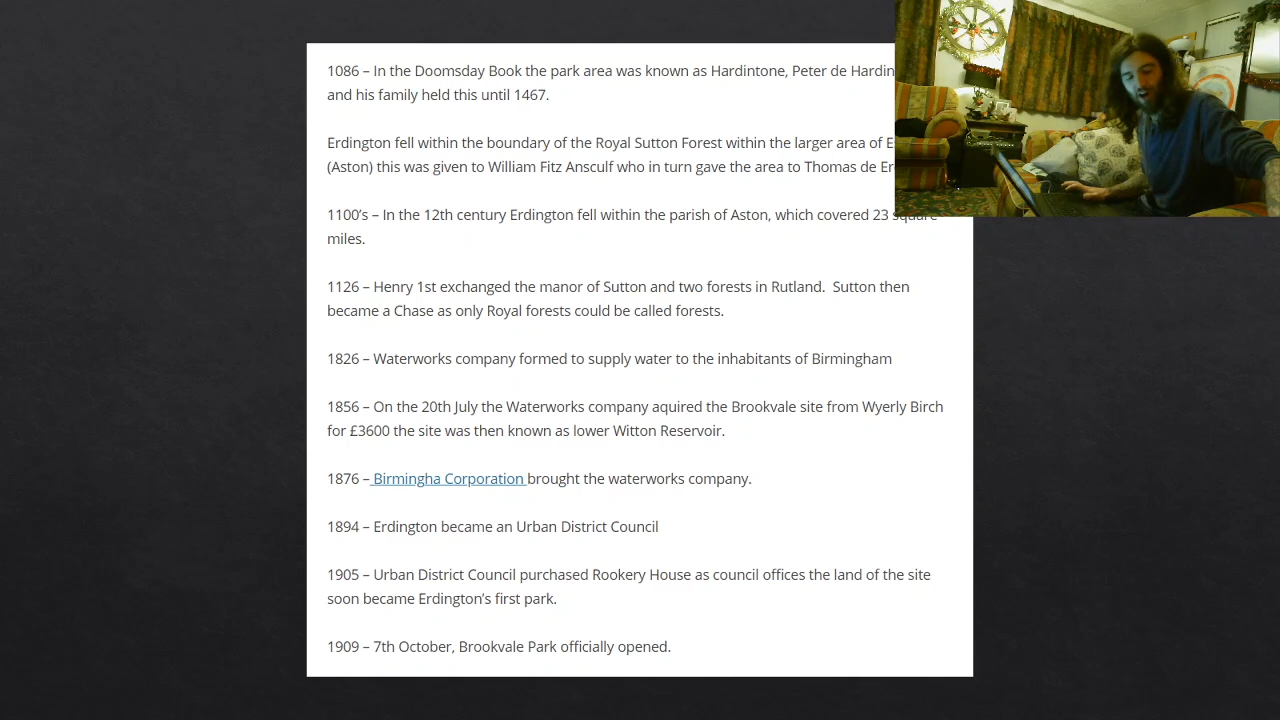 1086 – In the Doomsday Book the park area was known as Hardintone, Peter de
and his family held this until 1467.
Erdington fell within the boundary of the Royal Sutton Forest within the larger area of
(Aston) this was given to William Fitz Ansculf who in turn gave the area to Thomas de
1100's – In the 12th century Erdington fell within the parish of Aston, which covered 23 square
miles.
1126 – Henry 1st exchanged the manor of Sutton and two forests in Rutland.  Sutton then
became a Chase as only Royal forests could be called forests.
1826 – Waterworks company formed to supply water to the inhabitants of Birmingham
1856 – On the 20th July the Waterworks company aquired the Brookvale site from Wyerly Birch
for £3600 the site was then known as lower Witton Reservoir.
1876 – Birmingha Corporation brought the waterworks company.
1894 – Erdington became an Urban District Council
1905 – Urban District Council purchased Rookery House as council offices the land of the site
soon became Erdington's first park.
1909 – 7th October, Brookvale Park officially opened.